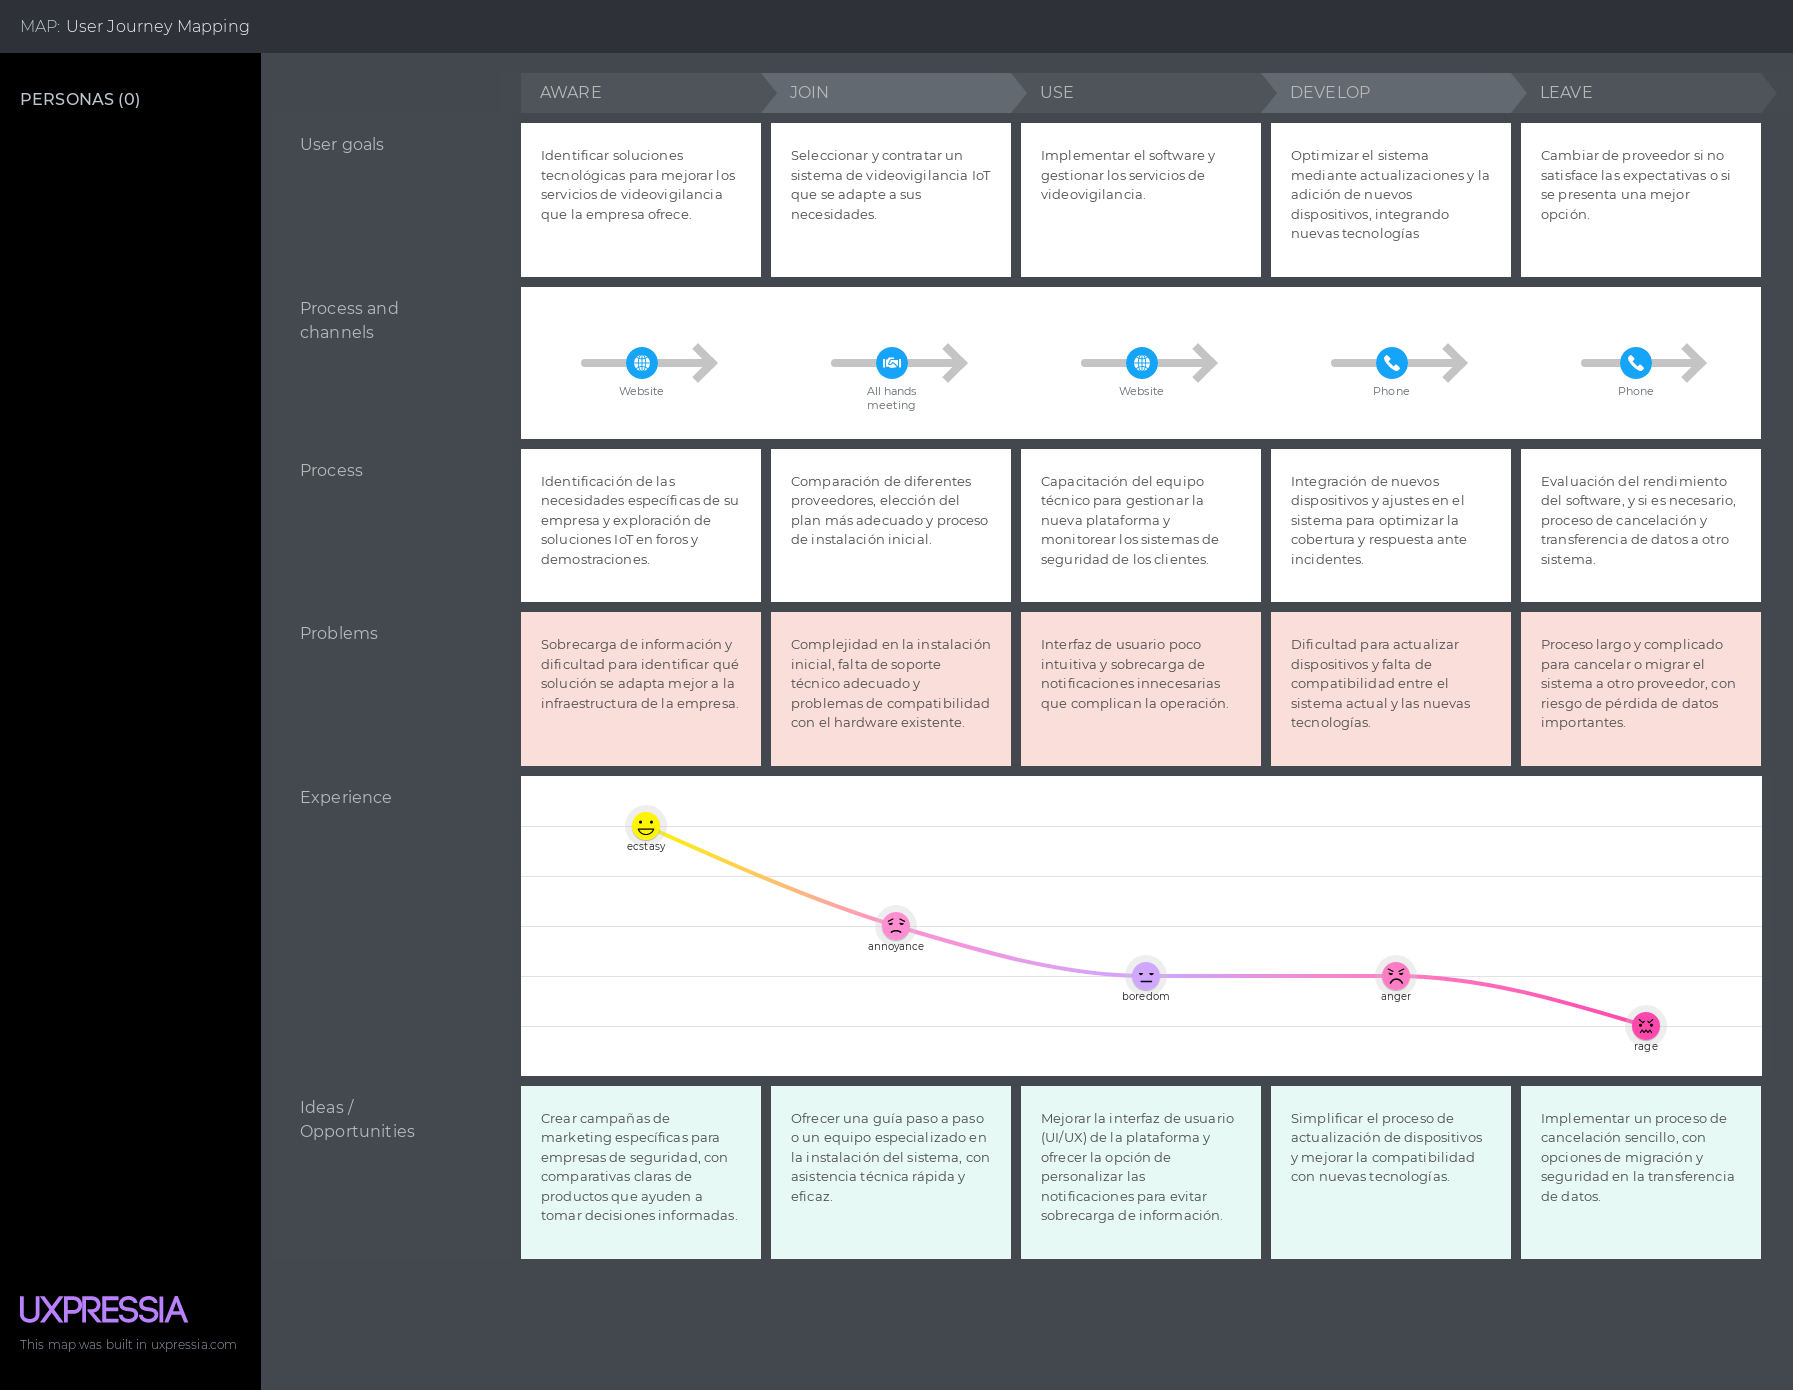 MAP: User Journey Mapping
PERSONAS (0)
AWARE
JOIN
USE
DEVELOP
LEAVE
User goals
Identificar soluciones
tecnológicas para mejorar los
servicios de videovigilancia
que la empresa ofrece.
Seleccionar y contratar un
sistema de videovigilancia IoT
que se adapte a sus
necesidades.
Implementar el software y
gestionar los servicios de
videovigilancia.
Optimizar el sistema
mediante actualizaciones y la
adición de nuevos
dispositivos, integrando
nuevas tecnologías
Cambiar de proveedor si no
satisface las expectativas o si
se presenta una mejor
opción.
Process and
channels
Website
All hands
meeting
Website
Phone
Phone
Process
Identificación de las
necesidades específicas de su
empresa y exploración de
soluciones IoT en foros y
demostraciones.
Comparación de diferentes
proveedores, elección del
plan más adecuado y proceso
de instalación inicial.
Capacitación del equipo
técnico para gestionar la
nueva plataforma y
monitorear los sistemas de
seguridad de los clientes.
Integración de nuevos
dispositivos y ajustes en el
sistema para optimizar la
cobertura y respuesta ante
incidentes.
Evaluación del rendimiento
del software, y si es necesario,
proceso de cancelación y
transferencia de datos a otro
sistema.
Problems
Sobrecarga de información y
dificultad para identificar qué
solución se adapta mejor a la
infraestructura de la empresa.
Complejidad en la instalación
inicial, falta de soporte
técnico adecuado y
problemas de compatibilidad
con el hardware existente.
Interfaz de usuario poco
intuitiva y sobrecarga de
notificaciones innecesarias
que complican la operación.
Dificultad para actualizar
dispositivos y falta de
compatibilidad entre el
sistema actual y las nuevas
tecnologías.
Proceso largo y complicado
para cancelar o migrar el
sistema a otro proveedor, con
riesgo de pérdida de datos
importantes.
Experience
ecstasy
annoyance
boredom
anger
rage
Ideas /
Opportunities
Crear campañas de
marketing específicas para
empresas de seguridad, con
comparativas claras de
productos que ayuden a
tomar decisiones informadas.
Ofrecer una guía paso a paso
o un equipo especializado en
la instalación del sistema, con
asistencia técnica rápida y
eficaz.
Mejorar la interfaz de usuario
(UI/UX) de la plataforma y
ofrecer la opción de
personalizar las
notificaciones para evitar
sobrecarga de información.
Simplificar el proceso de
actualización de dispositivos
y mejorar la compatibilidad
con nuevas tecnologías.
Implementar un proceso de
cancelación sencillo, con
opciones de migración y
seguridad en la transferencia
de datos.
UXPRESSIA
This map was built in uxpressia.com